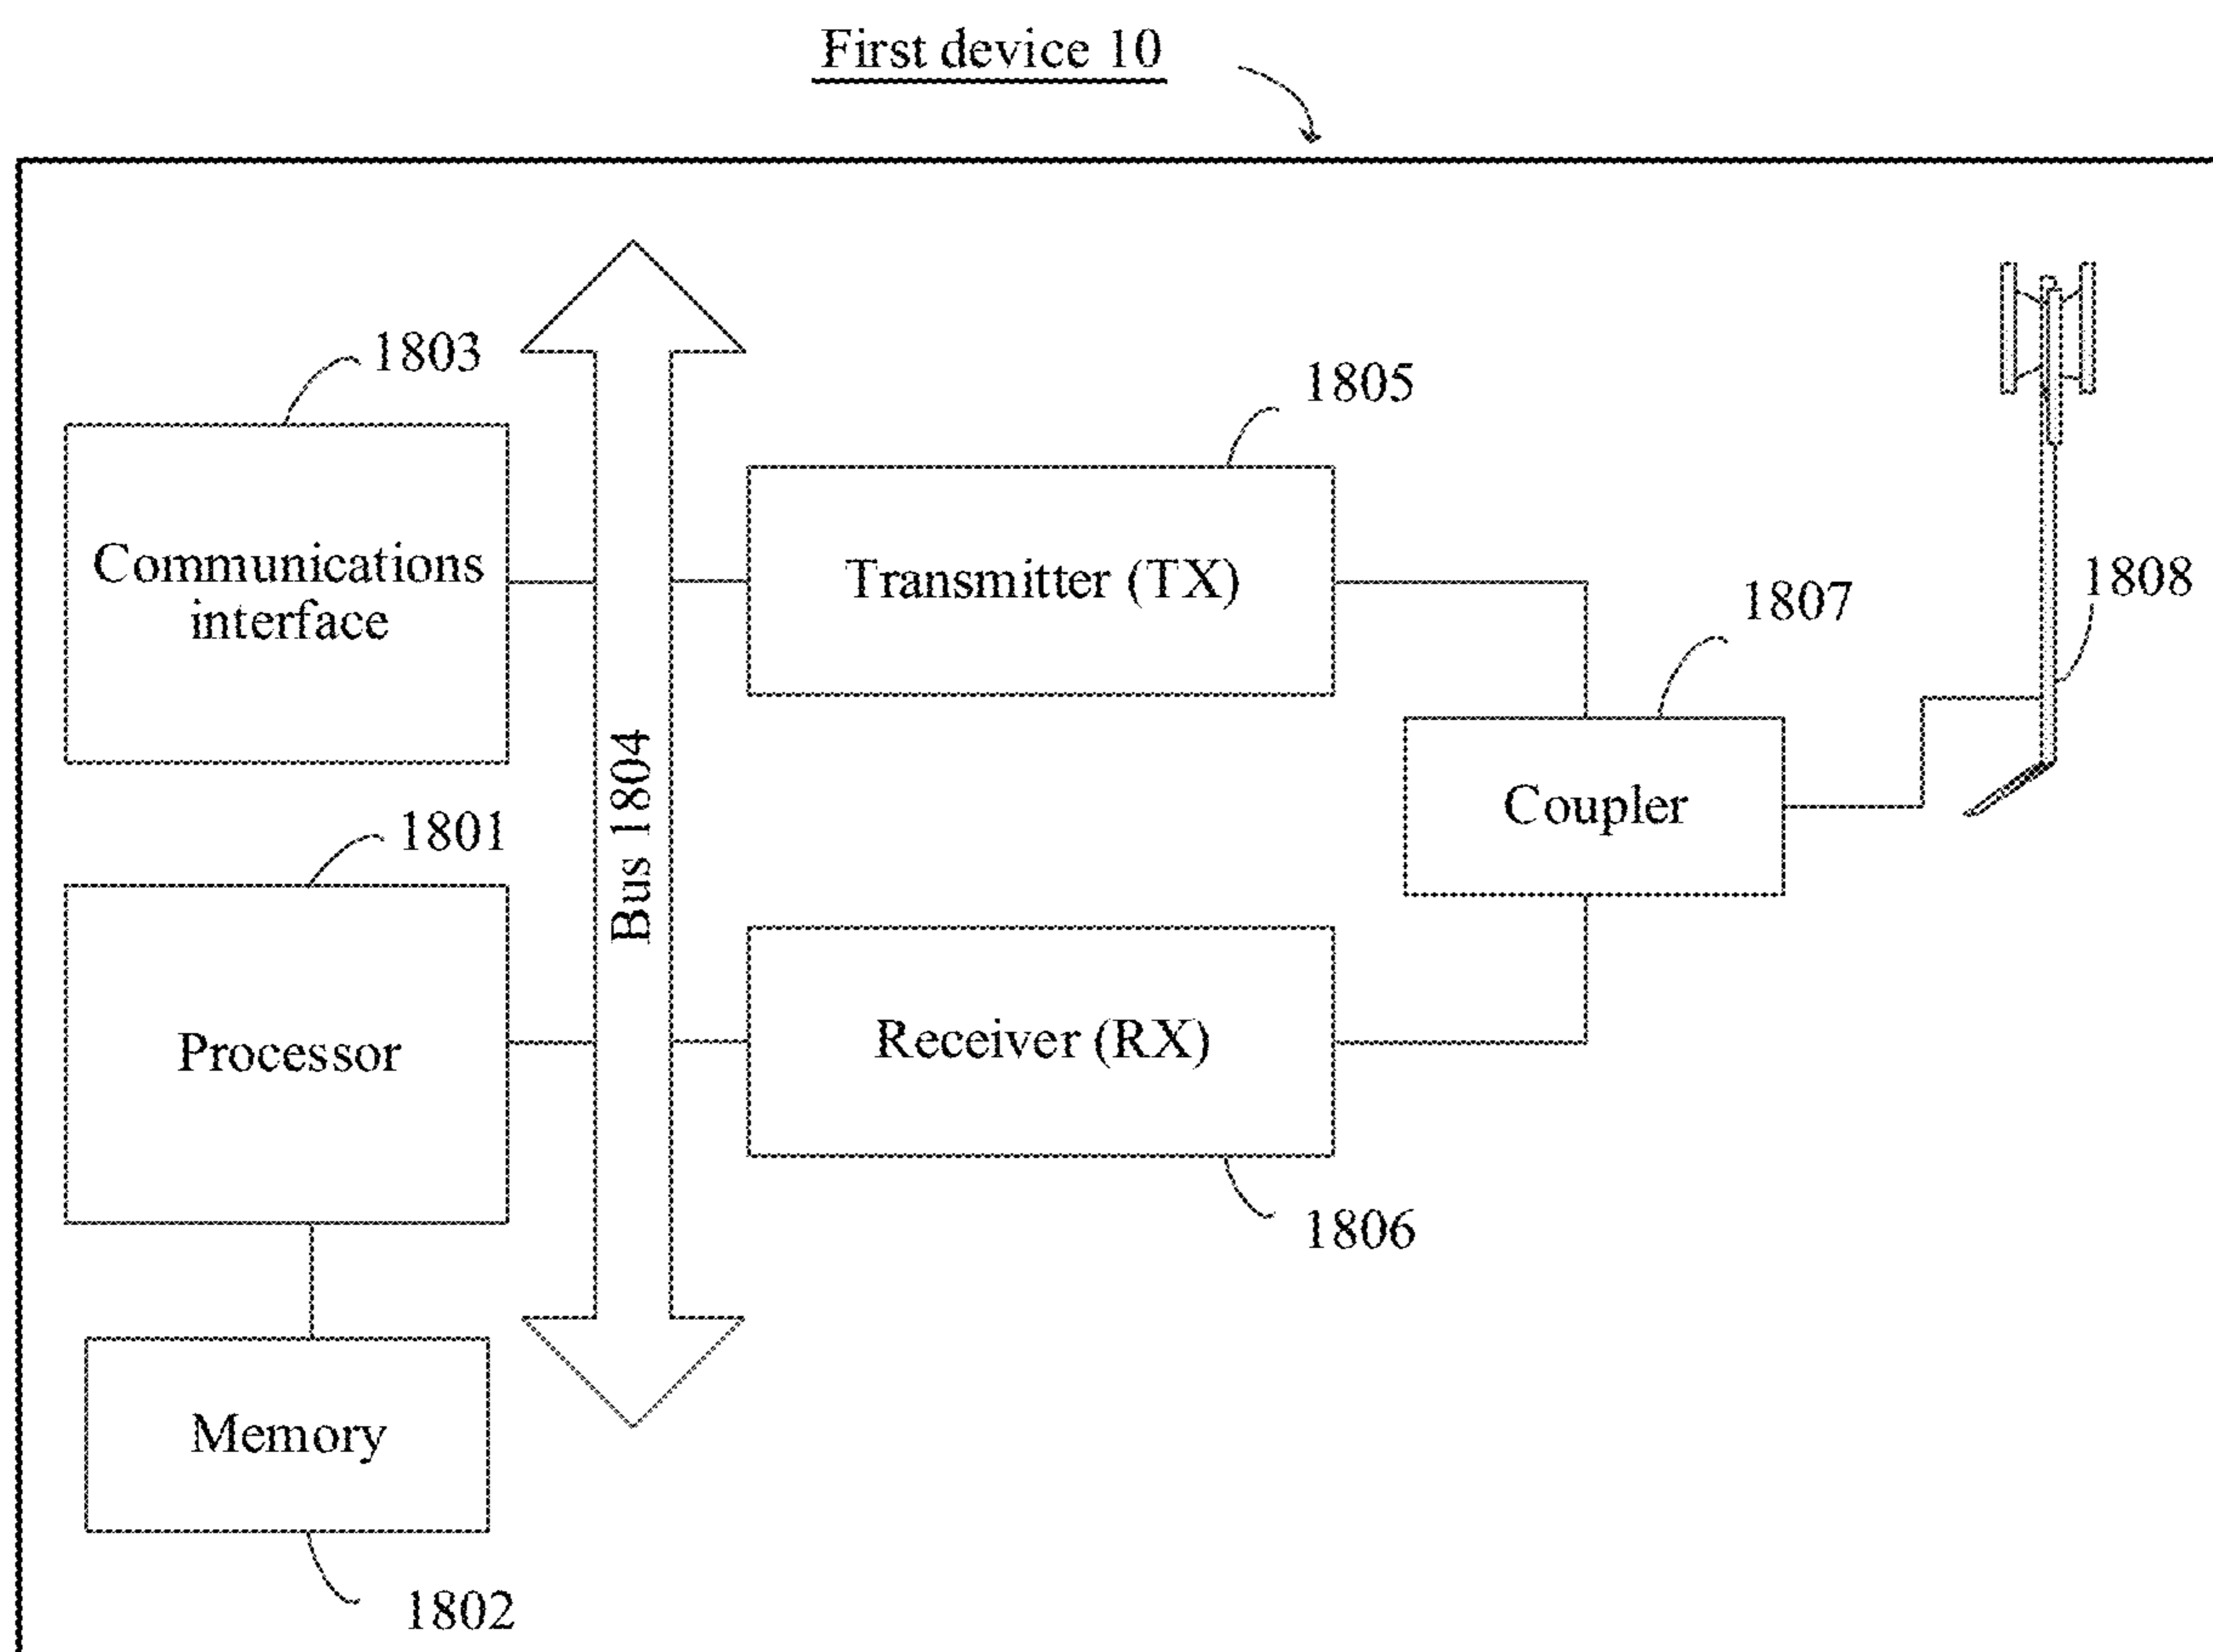 First device 10
1803
1805
1808
1807
Communications
interface
Transmitter (TX)
Bus 1804
Coupler
1801
Processor
Receiver (RX)
1806
Memory
1802